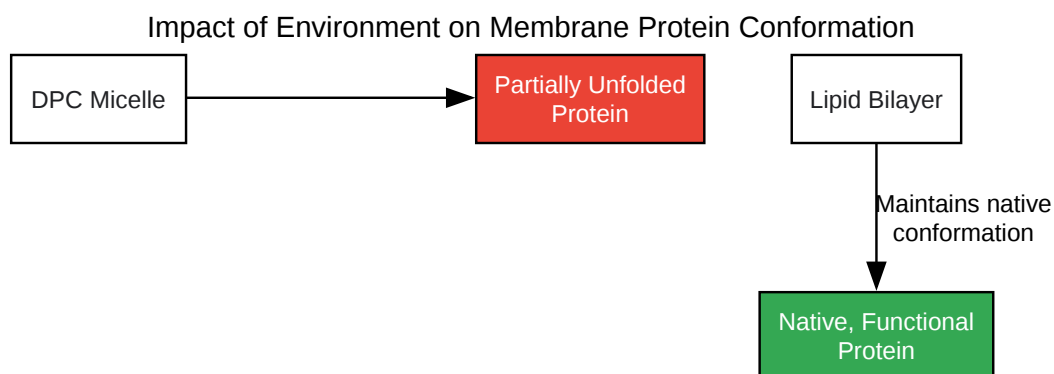 Impact of Environment on Membrane Protein Conformation
DPC Micelle
Partially Unfolded
Protein
Lipid Bilayer
Maintains native
conformation
Native, Functional
Protein